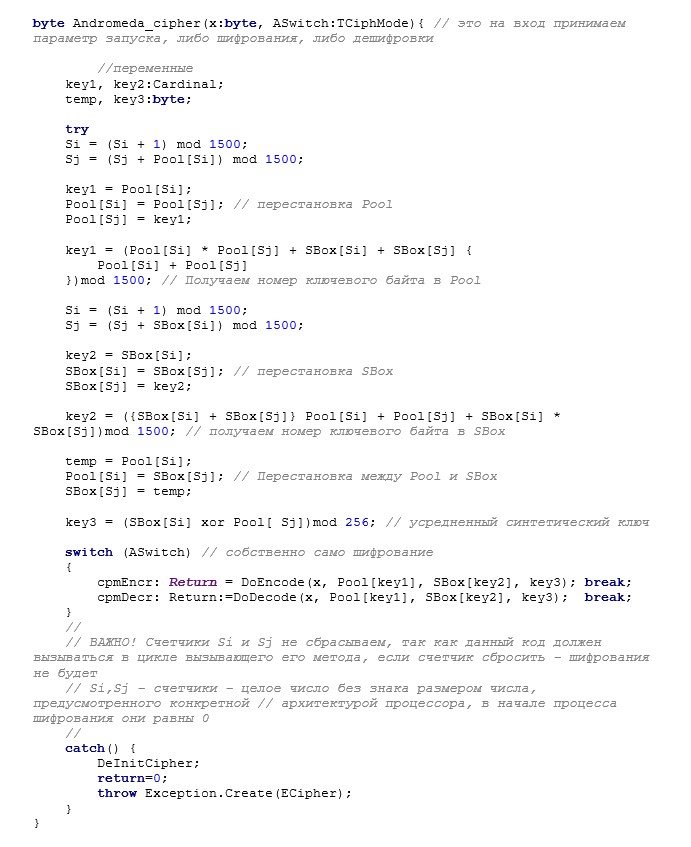 byte Andromeda_cipher(x:byte, ASwitch:TCiphMode){ // это на вход принимаем
параметр запуска, либо шифрования, либо дешифровки
//переменные
key1, key2:Cardinal;
temp, key3:byte;
try
Si = (Si + 1) mod 1500;
Sj = (Sj + Pool[Si]) mod 1500;
key1 = Pool[Si];
Pool[Si] = Pool[Sj]; // перестановка Pool
Pool[Sj] = key1;
key1 = (Pool[Si] * Pool[Sj] + SBox[Si] + SBox[Sj] {
Pool[Si] + Pool[Sj]
})mod 1500; // Получаем номер ключевого байта в Pool
Si = (Si + 1) mod 1500;
Sj = (Sj + SBox[Si]) mod 1500;
key2 = SBox[Si];
SBox[Si] = SBox[Sj]; // перестановка SBox
SBox[Sj] = key2;
key2 = ({SBox[Si] + SBox[Sj]} Pool[Si] + Pool[Sj] + SBox[Si] *
SBox[Sj])mod 1500; // получаем номер ключевого байта в SBox
temp = Pool[Si];
Pool[Si] = SBox[Sj]; // Перестановка между Pool и SBox
SBox[Sj] = temp;
key3 = (SBox[Si] xor Pool[ Sj])mod 256; // усредненный синтетический ключ
switch (ASwitch) // собственно само шифрование
{
cpmEncr: Return = DoEncode(x, Pool[key1], SBox[key2], key3); break;
cpmDecr: Return:=DoDecode(x, Pool[key1], SBox[key2], key3);  break;
}
//
// ВАЖНО! Счетчики Si и Sj не сбрасываем, так как данный код должен
вызываться в цикле вызывающего его метода, если счетчик сбросить – шифрования
не будет
// Si,Sj – счетчики – целое число без знака размером числа,
предусмотренного конкретной // архитектурой процессора, в начале процесса
шифрования они равны 0
//
catch() {
DeInitCipher;
return=0;
throw Exception.Create(ECipher);
}
}